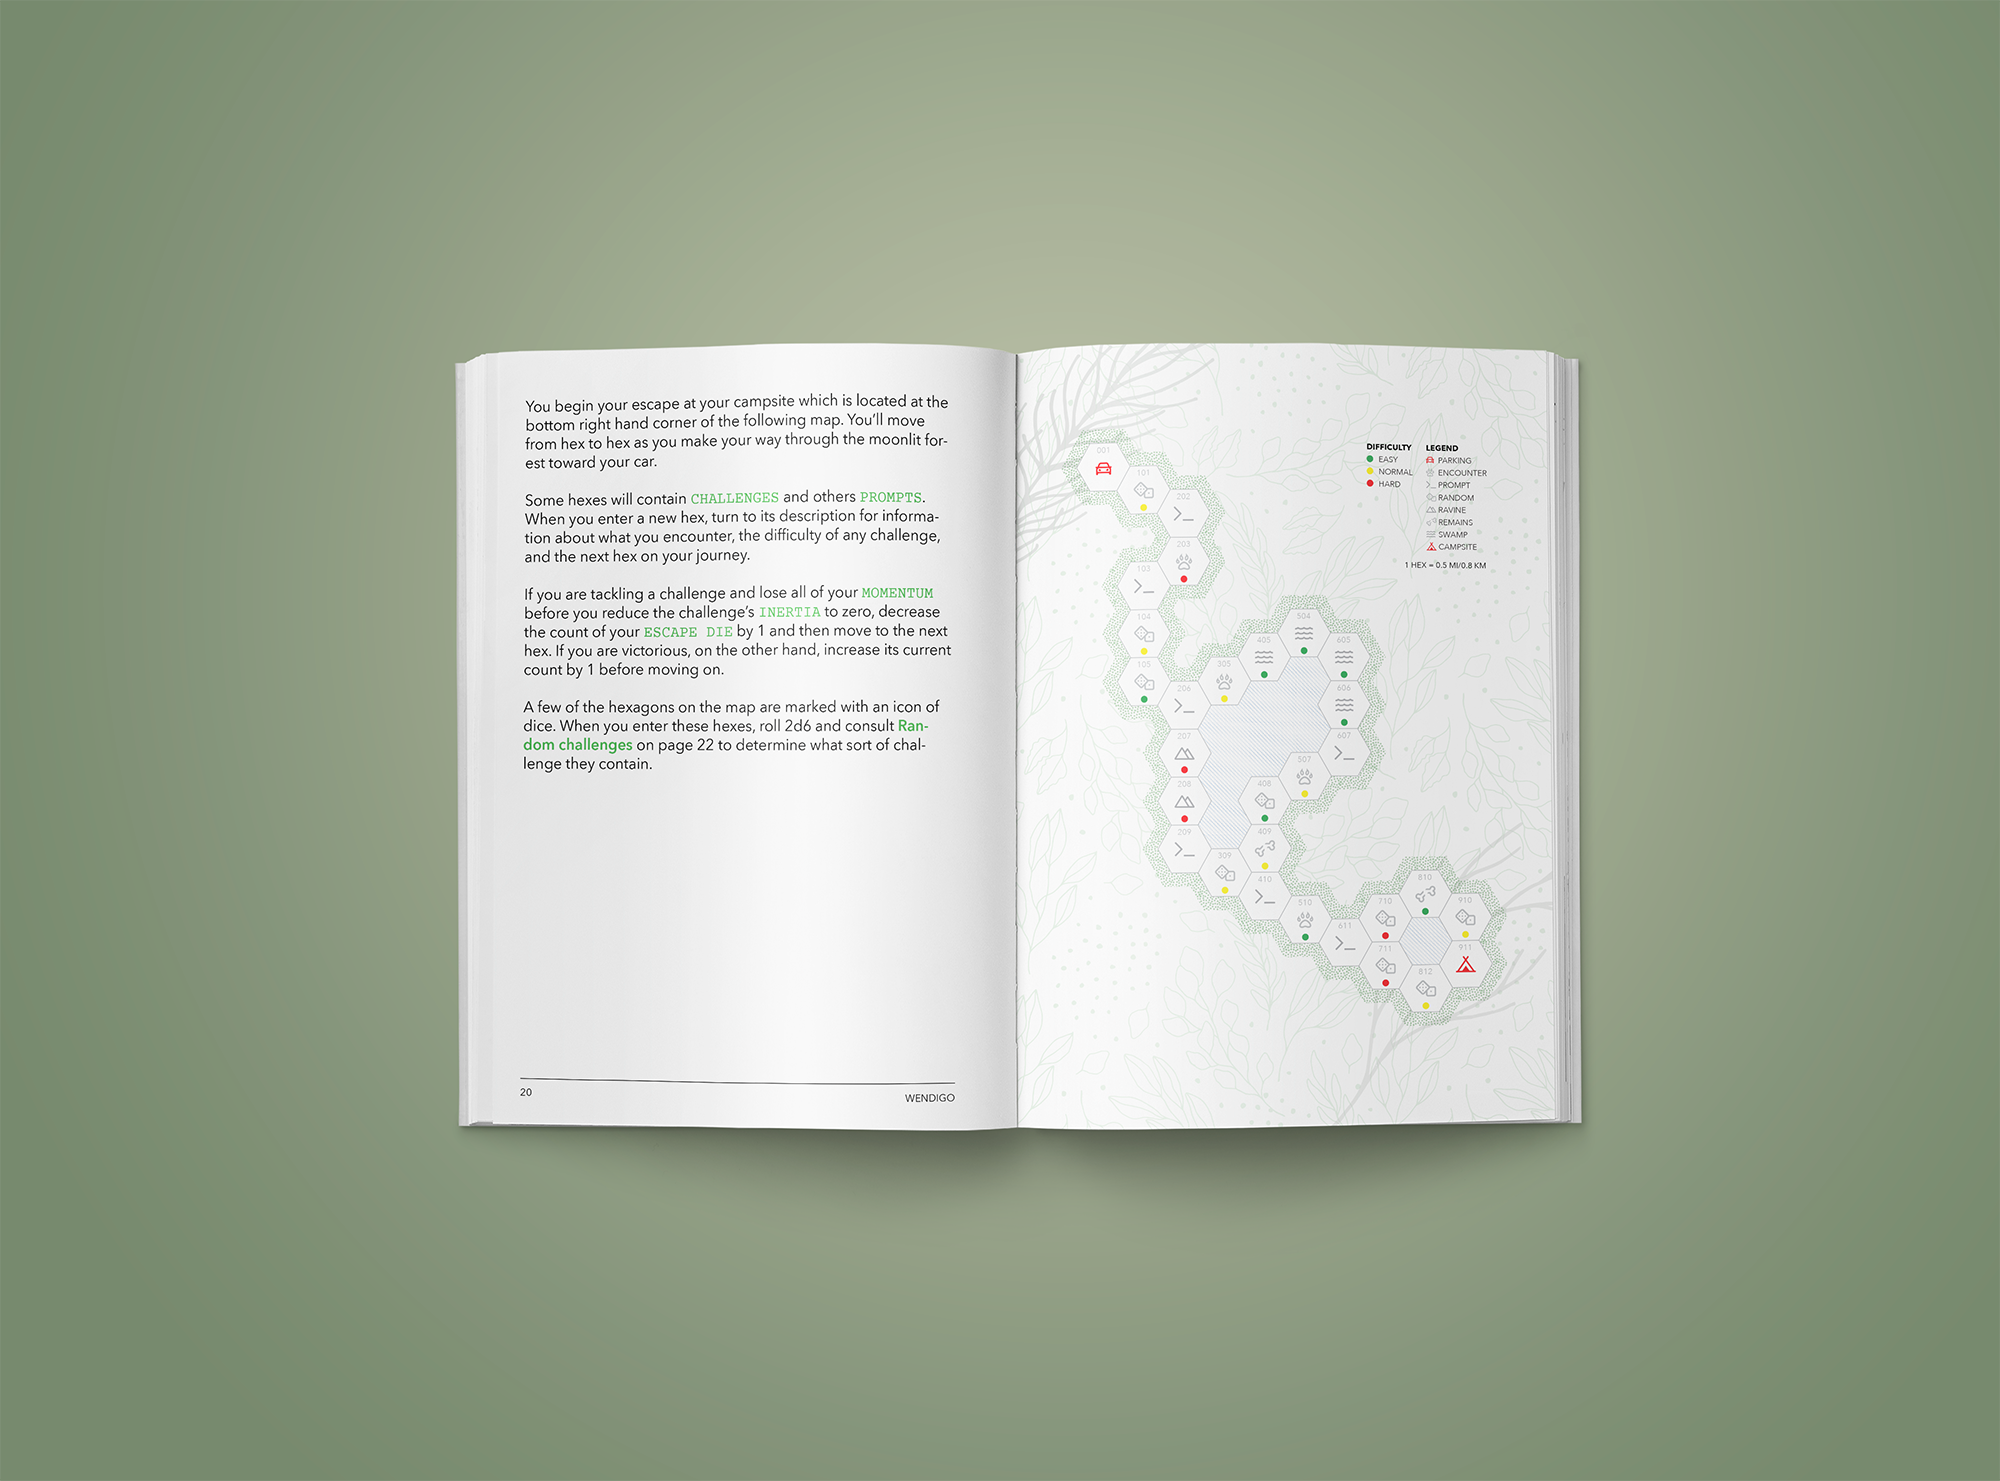 You begin your escape at your campsite which is located at the
bottom right hand corner of the following map. You'll move
from hex to hex as you make your way through the moonlit for-
est toward your car.
Some hexes will contain CHALLENGES and others PROMPTS.
When you enter a new hex, turn to its description for informa-
tion about what you encounter, the difficulty of any challenge,
and the next hex on your journey.
If you are tackling a challenge and lose all of your MOMENTUM
before you reduce the challenge's INERTIA to zero, decrease
the count of your ESCAPE DIE by 1 and then move to the next
hex. If you are victorious, on the other hand, increase its current
count by 1 before moving on.
A few of the hexagons on the map are marked with an icon of
dice. When you enter these hexes, roll 2d6 and consult Ran-
dom challenges on page 22 to determine what sort of chal-
lenge they contain.
20
WENDIGO
DIFFICULTY
EASY
NORMAL
HARD
LEGEND
PARKING
ENCOUNTER
PROMPT
RANDOM
RAVINE
REMAINS
SWAMP
CAMPSITE
1 HEX = 0.5 MI/0.8 KM
001
101
202
203
103
104
105
206
305
405
504
605
606
607
507
408
207
208
209
309
409
410
510
611
710
711
810
910
911
812